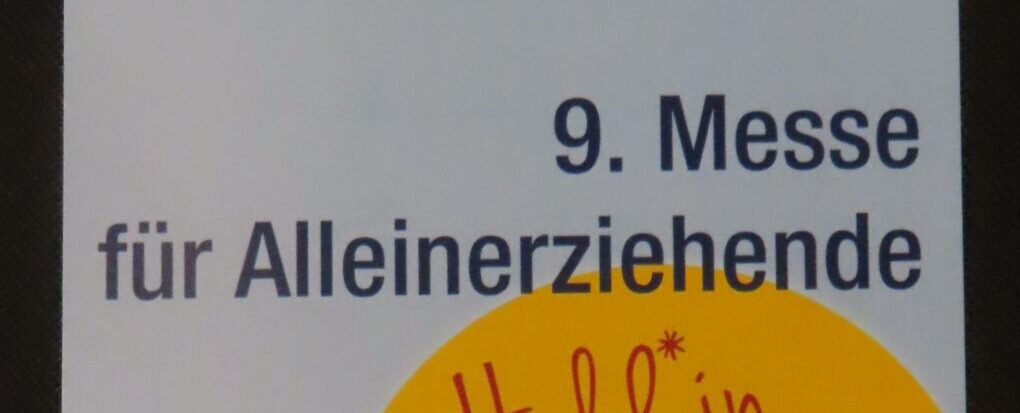 9. Messe
für Alleinerziehende